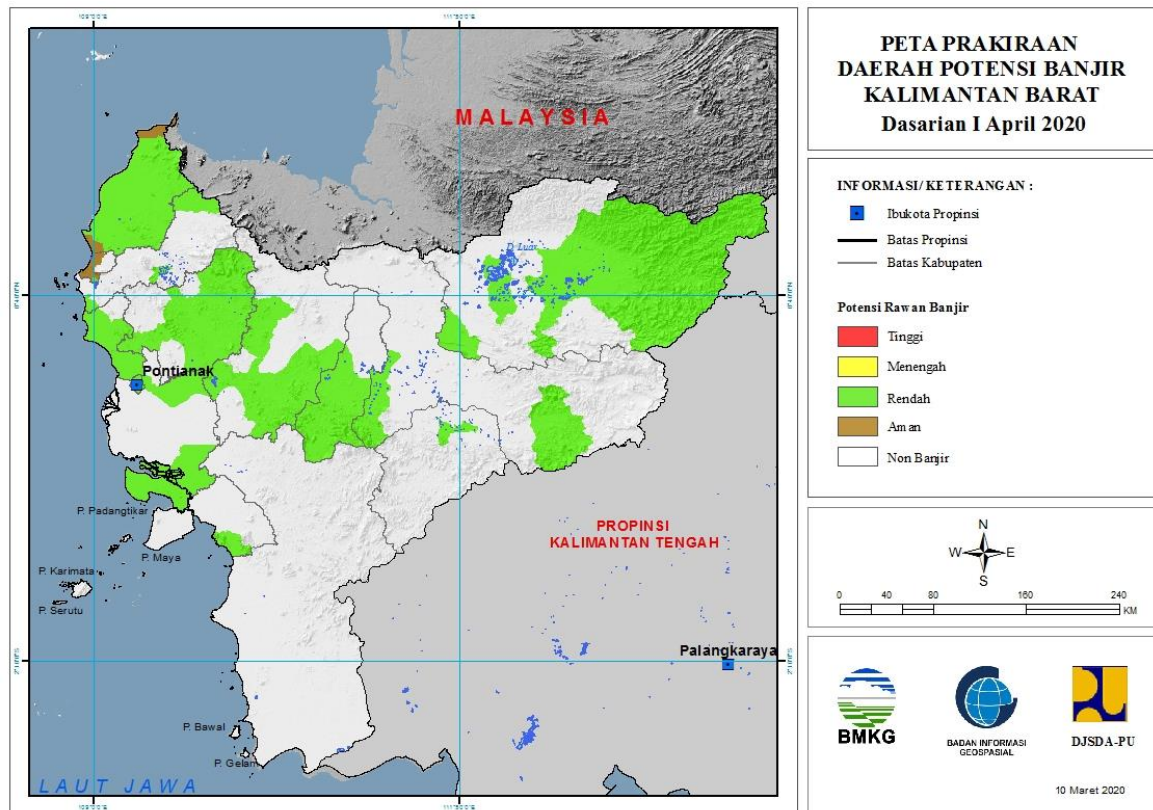 PETA PRAKIRAAN
DAERAH POTENSI BANJIR
KALIMANTAN BARAT
Dasarian I April 2020
INFORMASI/ KETERANGAN :
Ibukota Propinsi
Batas Propinsi
Batas Kabupaten
Potensi Rawan Banjir
Tinggi
Menengah
Rendah
Aman
Non Banjir
N
W
E
S
0
40
80
160
240
KM
BMKG
BADAN INFORMASI
GEOSPASIAL
DJSDA-PU
10 Maret 2020
MALAYSIA
D. Luar
Pontianak
P. Padangtikar
P. Maya
P. Karimata
P. Serutu
PROPINSI
KALIMANTAN TENGAH
Palangkaraya
P. Bawal
P. Gelam
LAUT JAWA